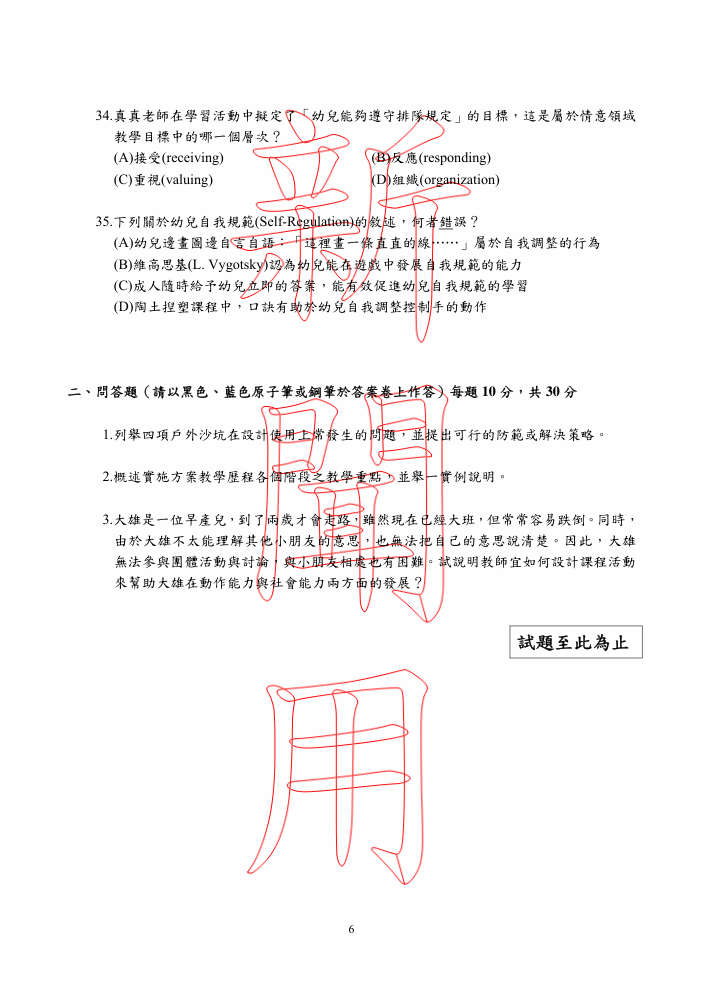 34.真真老師在學習活動中擬定了「幼兒能夠遵守排隊規定」的目標，這是屬於情意領域
教學目標中的哪一個層次？
(A)接受(receiving) (B)反應(responding)
(C)重視(valuing) (D)組織(organization)
35.下列關於幼兒自我規範(Self-Regulation)的敘述，何者錯誤？
(A)幼兒邊畫圖邊自言自語：「這裡畫一條直直的線……」屬於自我調整的行為
(B)維高思基(L. Vygotsky)認為幼兒能在遊戲中發展自我規範的能力
(C)成人隨時給予幼兒立即的答案，能有效促進幼兒自我規範的學習
(D)陶土捏塑課程中，口訣有助於幼兒自我調整控制手的動作
二、問答題（請以黑色、藍色原子筆或鋼筆於答案卷上作答）每題 10 分，共 30 分
1.列舉四項戶外沙坑在設計使用上常發生的問題，並提出可行的防範或解決策略。
2.概述實施方案教學歷程各個階段之教學重點，並舉一實例說明。
3.大雄是一位早產兒，到了兩歲才會走路，雖然現在已經大班，但常常容易跌倒。同時，
由於大雄不太能理解其他小朋友的意思，也無法把自己的意思說清楚。因此，大雄
無法參與團體活動與討論，與小朋友相處也有困難。試說明教師宜如何設計課程活動
來幫助大雄在動作能力與社會能力兩方面的發展？
試題至此為止
6